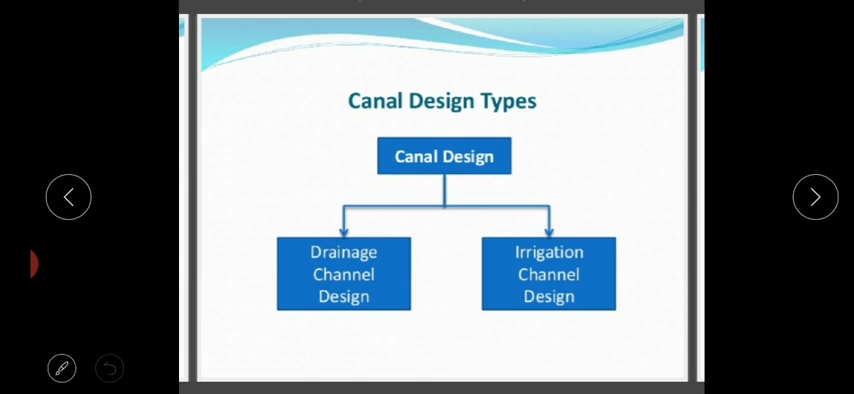 Canal Design Types
Canal Design
Drainage
Channel
Design
Irrigation
Channel
Design